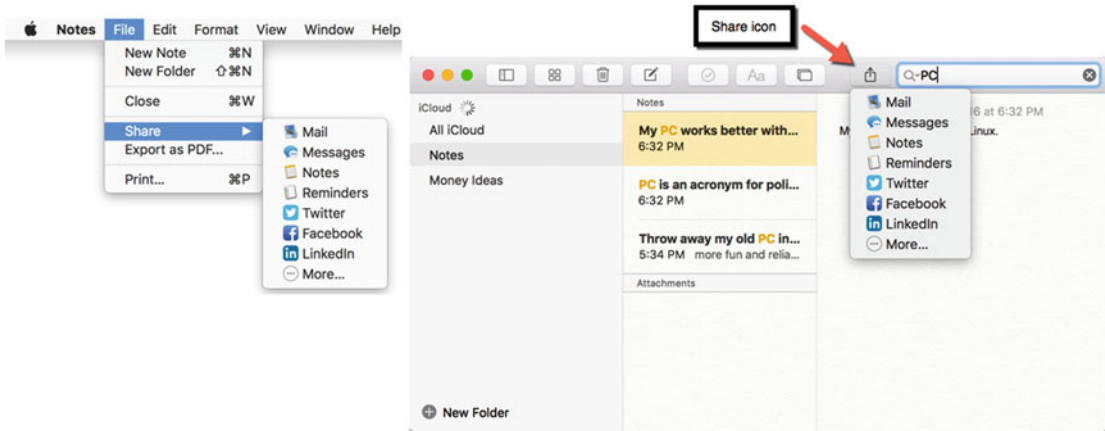 Notes File Edit Format View Window Help
New Note ⌘N
New Folder ⇧⌘N
Close ⌘W
Share ▶
Export as PDF...
Print... ⌘P
Mail
Messages
Notes
Reminders
Twitter
Facebook
LinkedIn
More...
Share icon
Aa
PC
iCloud
All iCloud
Notes
Money Ideas
New Folder
Notes
My PC works better with...
6:32 PM
PC is an acronym for poli...
6:32 PM
Throw away my old PC in...
5:34 PM more fun and relia...
Attachments
6 at 6:32 PM
M
inux.
Mail
Messages
Notes
Reminders
Twitter
Facebook
LinkedIn
More...